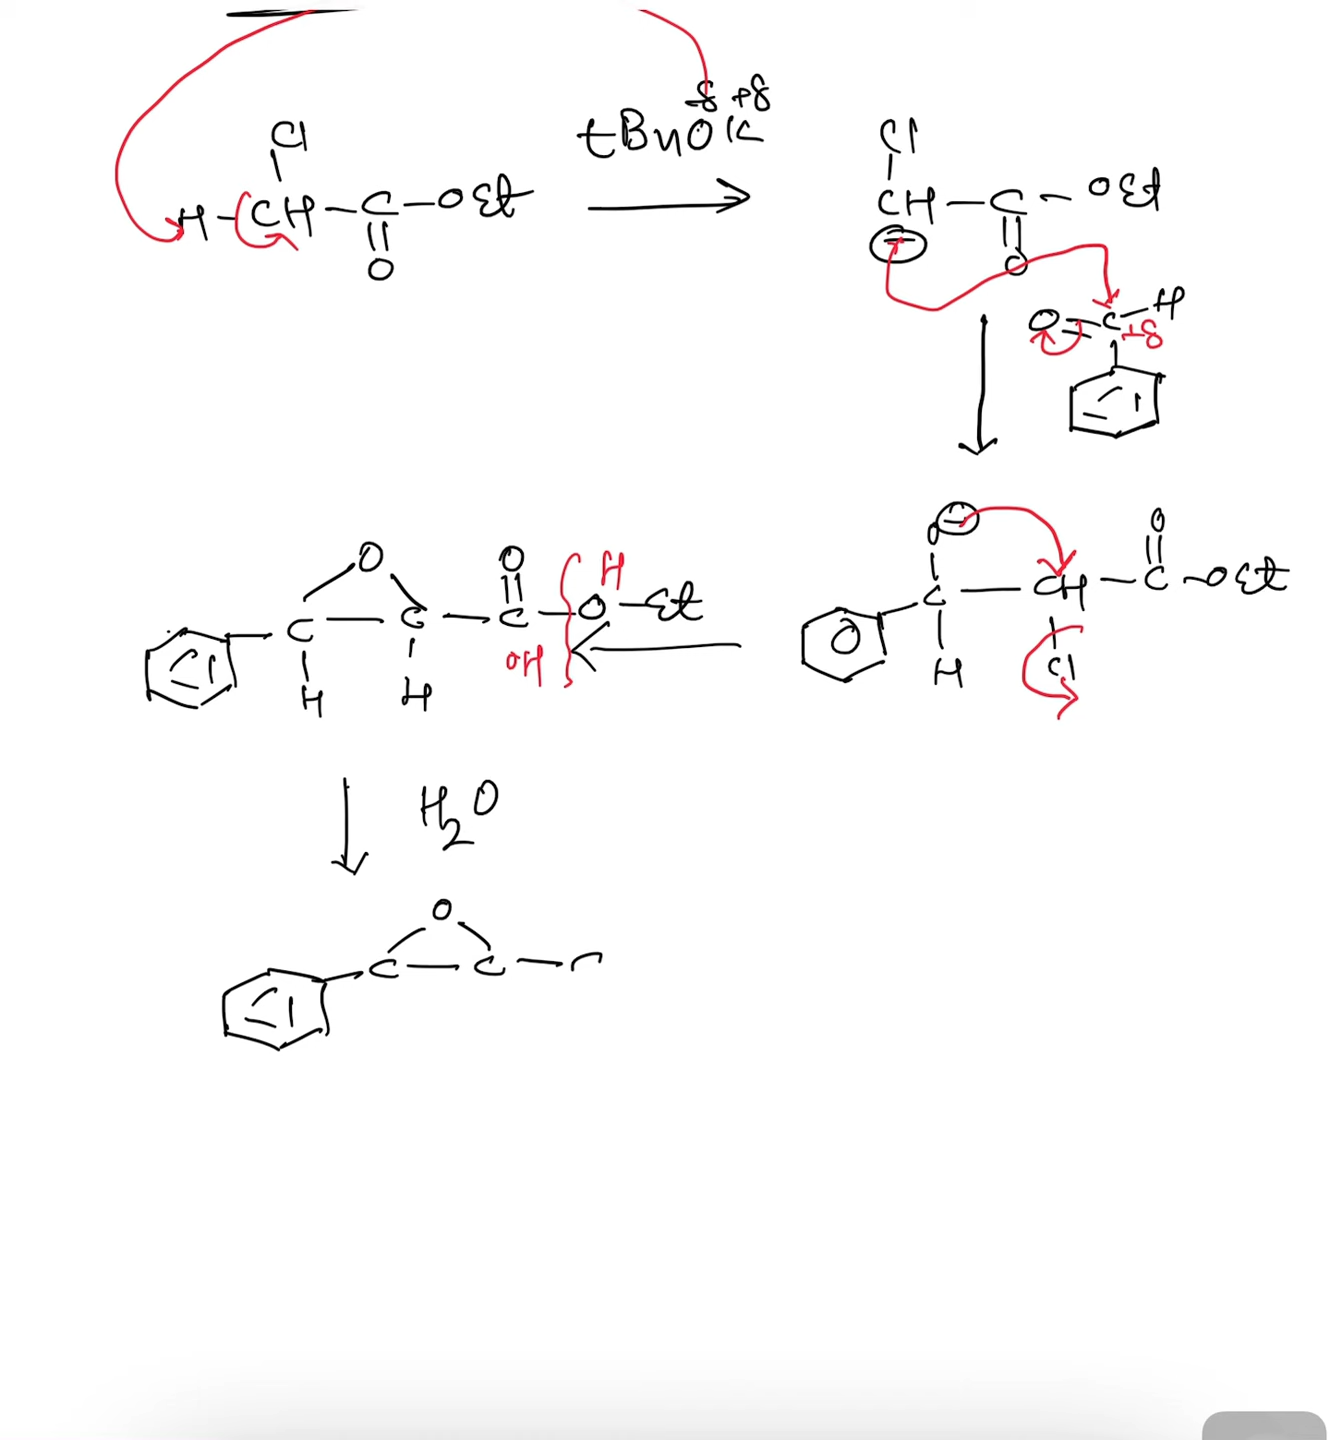 -δ +δ
tBuOK
Cl
H-CH-C-OEt
O
Cl
CH-C-OEt
⊖
O
O=C-H
+δ
O⊖
C-CH-C-OEt
O
H
Cl
O
O
H
C-C-C-O-Et
OH
H
H
H2O
O
C-C-